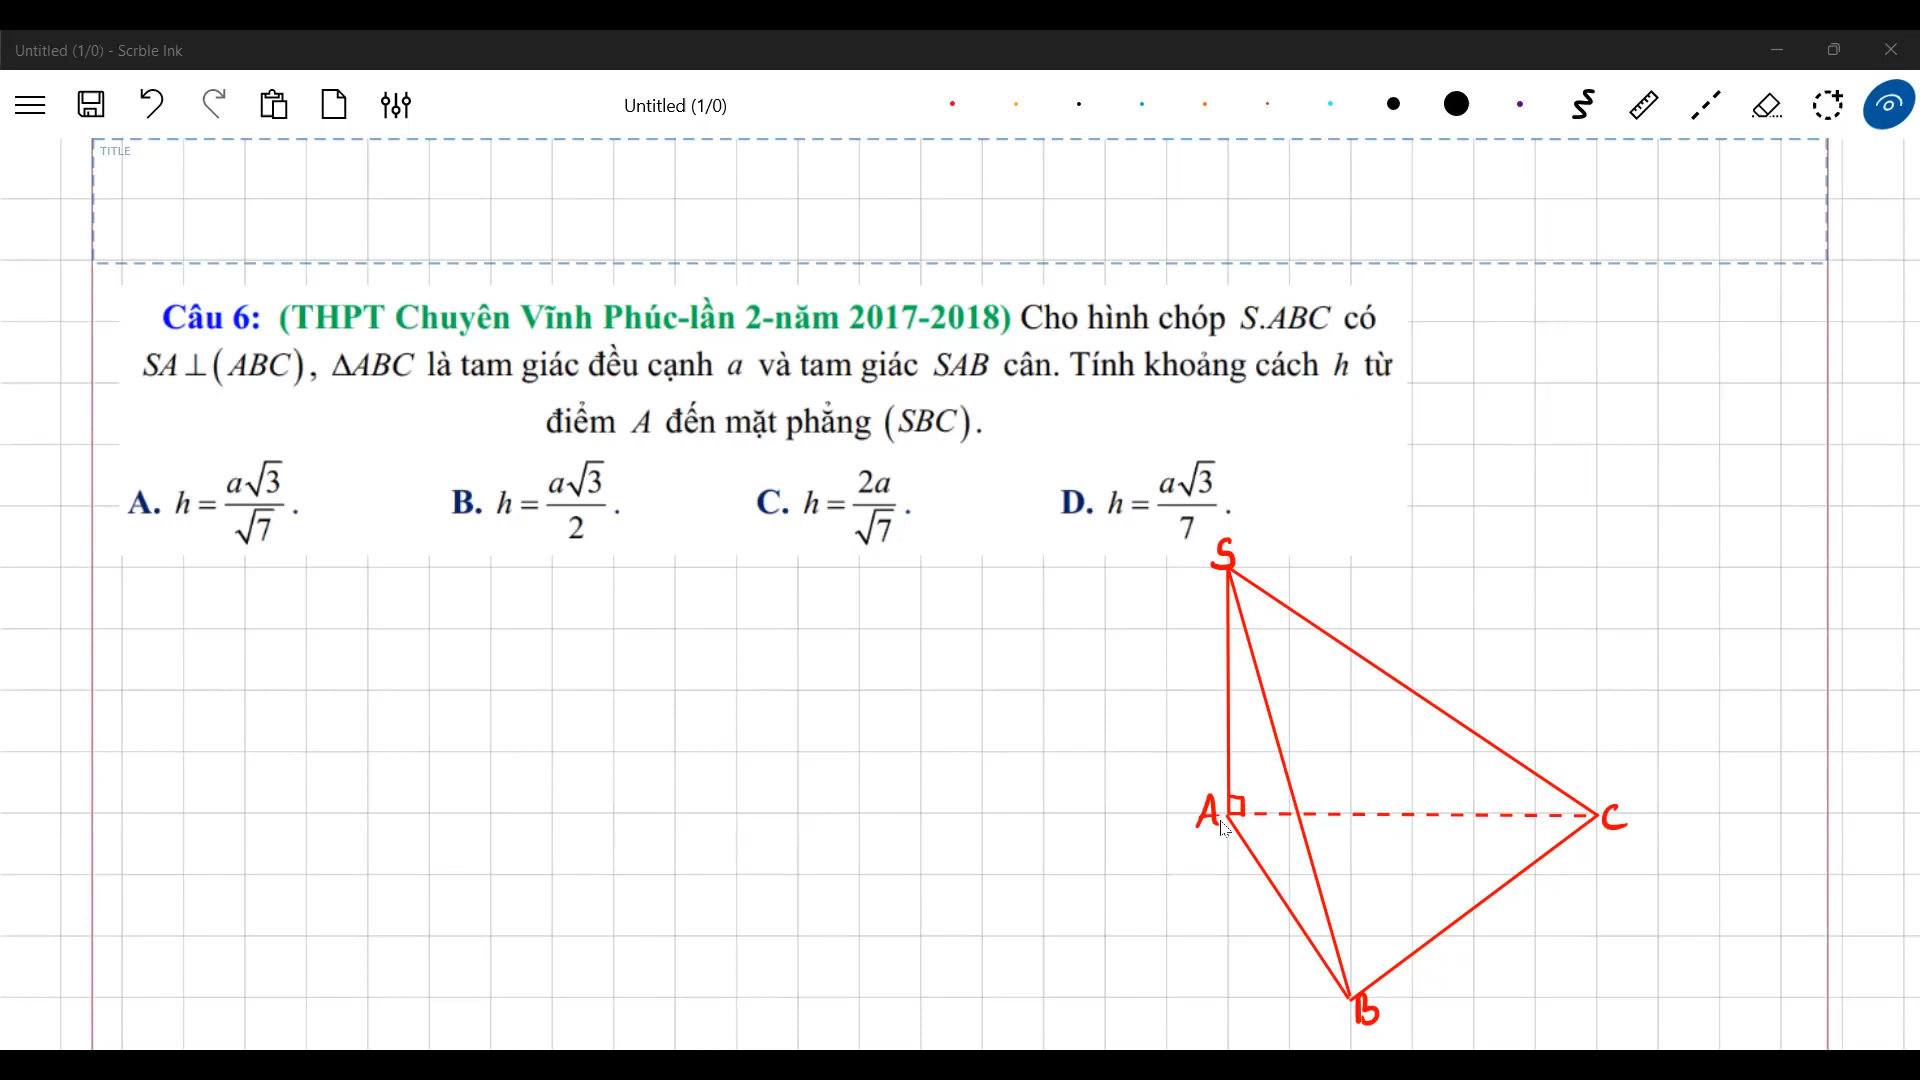 Untitled (1/0) - Scrble Ink
Untitled (1/0)
TITLE
Câu 6: (THPT Chuyên Vĩnh Phúc-lần 2-năm 2017-2018) Cho hình chóp S.ABC có
SA⊥(ABC), ΔABC là tam giác đều cạnh a và tam giác SAB cân. Tính khoảng cách h từ
điểm A đến mặt phẳng (SBC).
A. h = a√3/√7. B. h = a√3/2. C. h = 2a/√7. D. h = a√3/7.
S
A
C
B